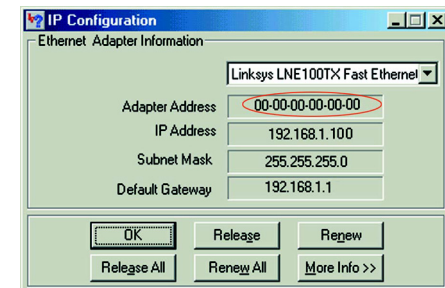 IP Configuration
Ethernet Adapter Information
Linksys LNE100TX Fast Ethernet
Adapter Address 00-00-00-00-00-00
IP Address 192.168.1.100
Subnet Mask 255.255.255.0
Default Gateway 192.168.1.1
OK Release Renew
Release All Renew All More Info >>